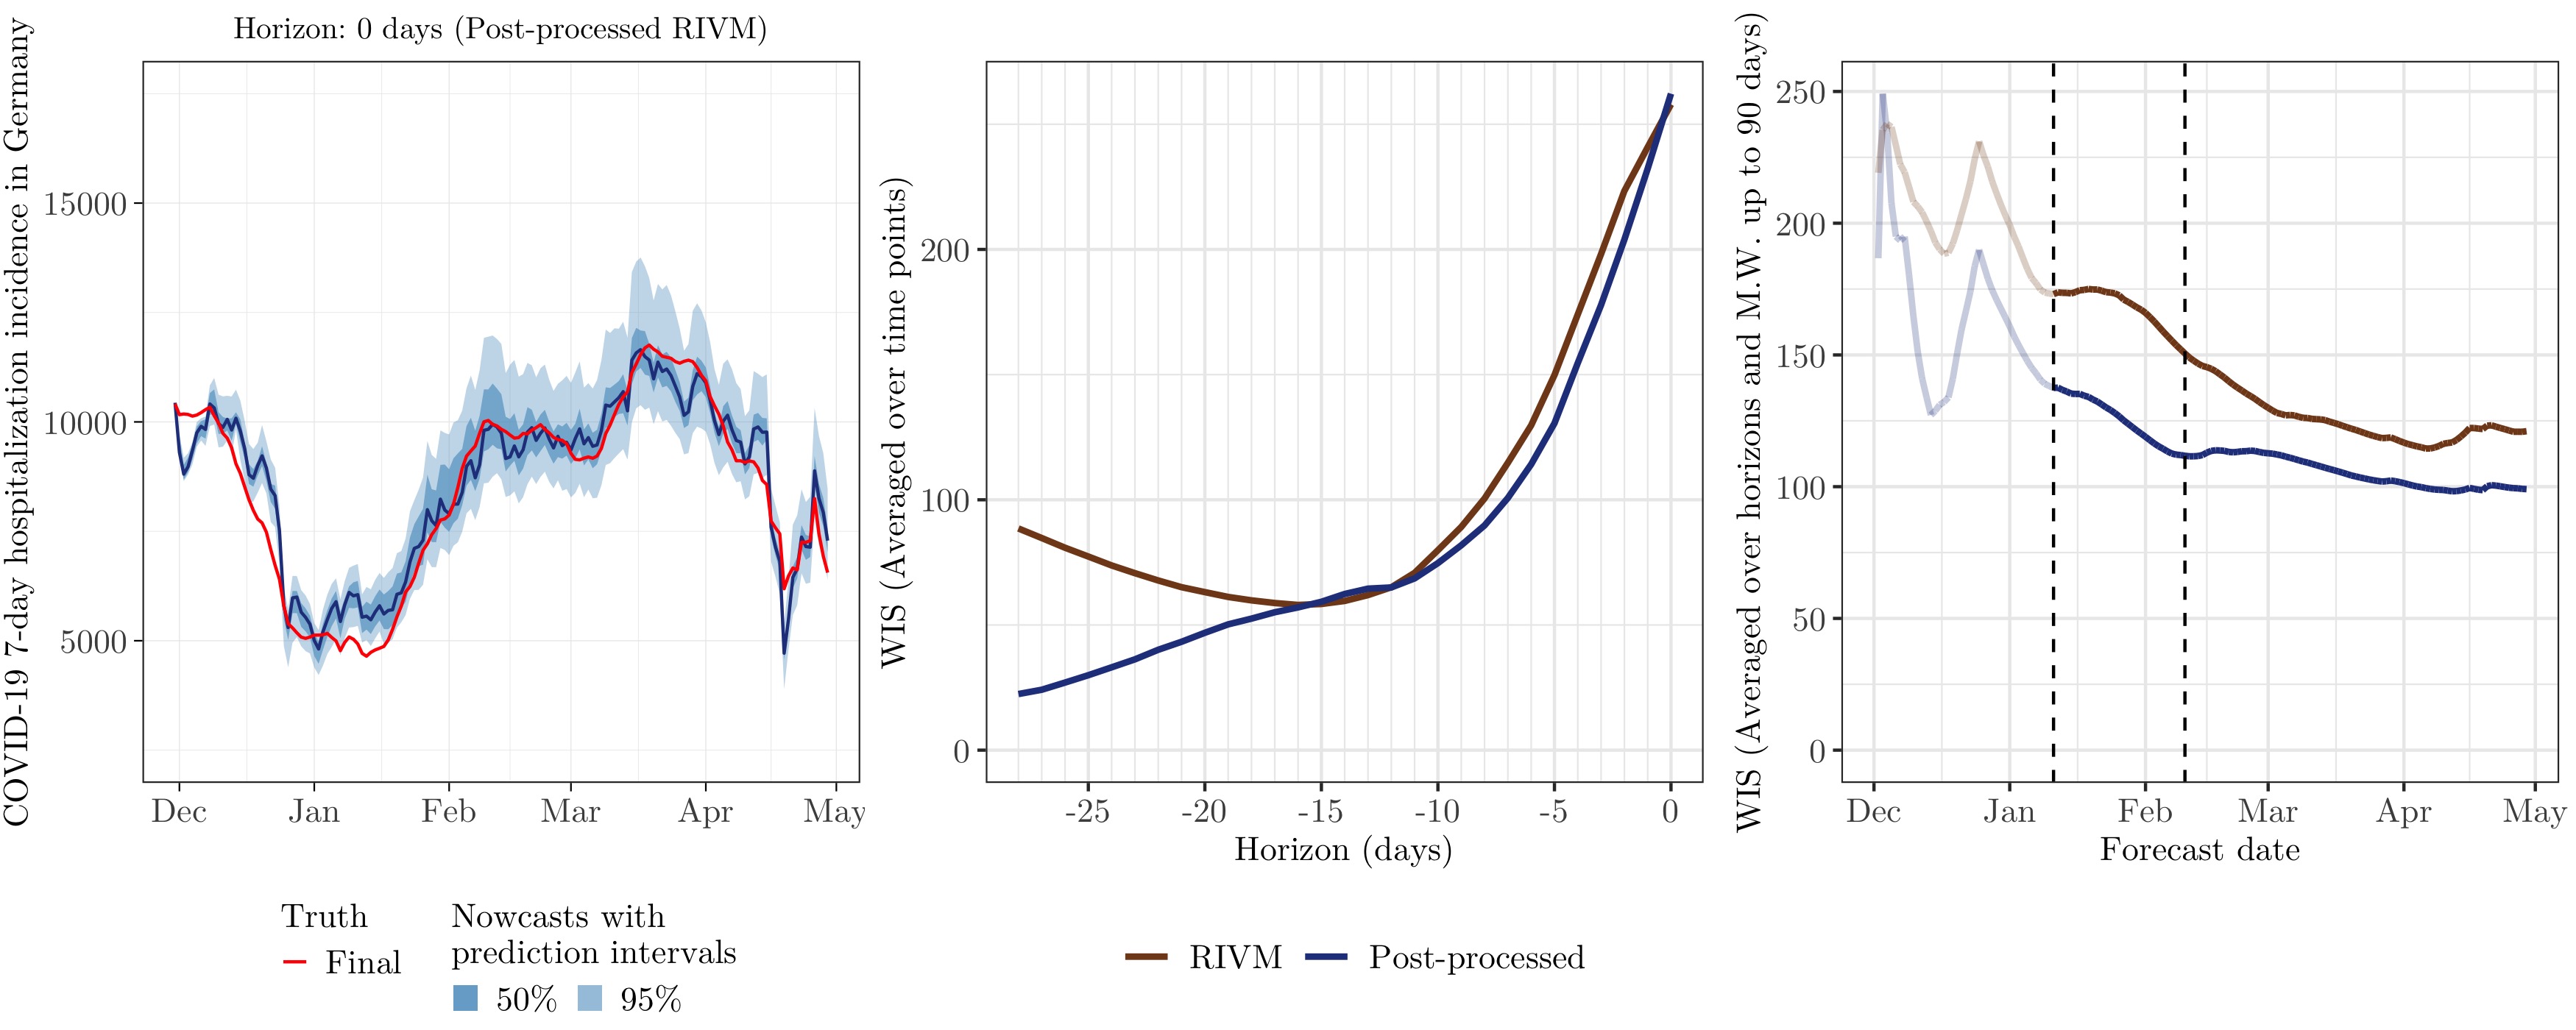 Horizon: 0 days (Post-processed RIVM)
COVID-19 7-day hospitalization incidence in Germany
15000
10000
5000
Dec Jan Feb Mar Apr May
Truth
Final
Nowcasts with
prediction intervals
50% 95%
WIS (Averaged over time points)
200
100
0
-25 -20 -15 -10 -5 0
Horizon (days)
RIVM Post-processed
WIS (Averaged over horizons and M.W. up to 90 days)
250
200
150
100
50
0
Dec Jan Feb Mar Apr May
Forecast date